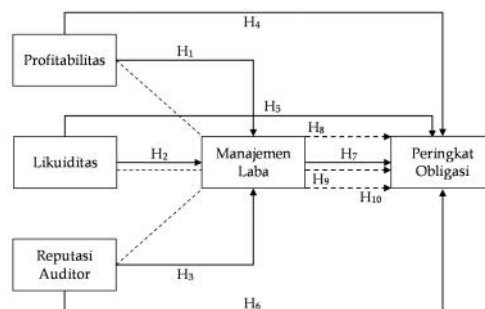 H₄
Profitabilitas
H₁
H₅
H₈
Likuiditas
H₂
Manajemen
Laba
H₇
Peringkat
Obligasi
H₉
H₁₀
Reputasi
Auditor
H₃
H₆